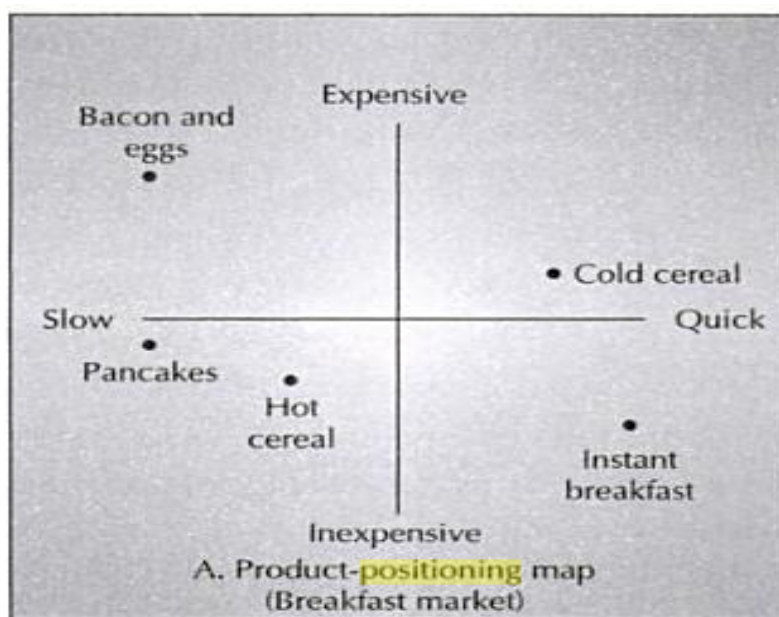 Expensive
Bacon and
eggs
Cold cereal
Slow
Quick
Pancakes
Hot
cereal
Instant
breakfast
Inexpensive
A. Product-positioning map
(Breakfast market)